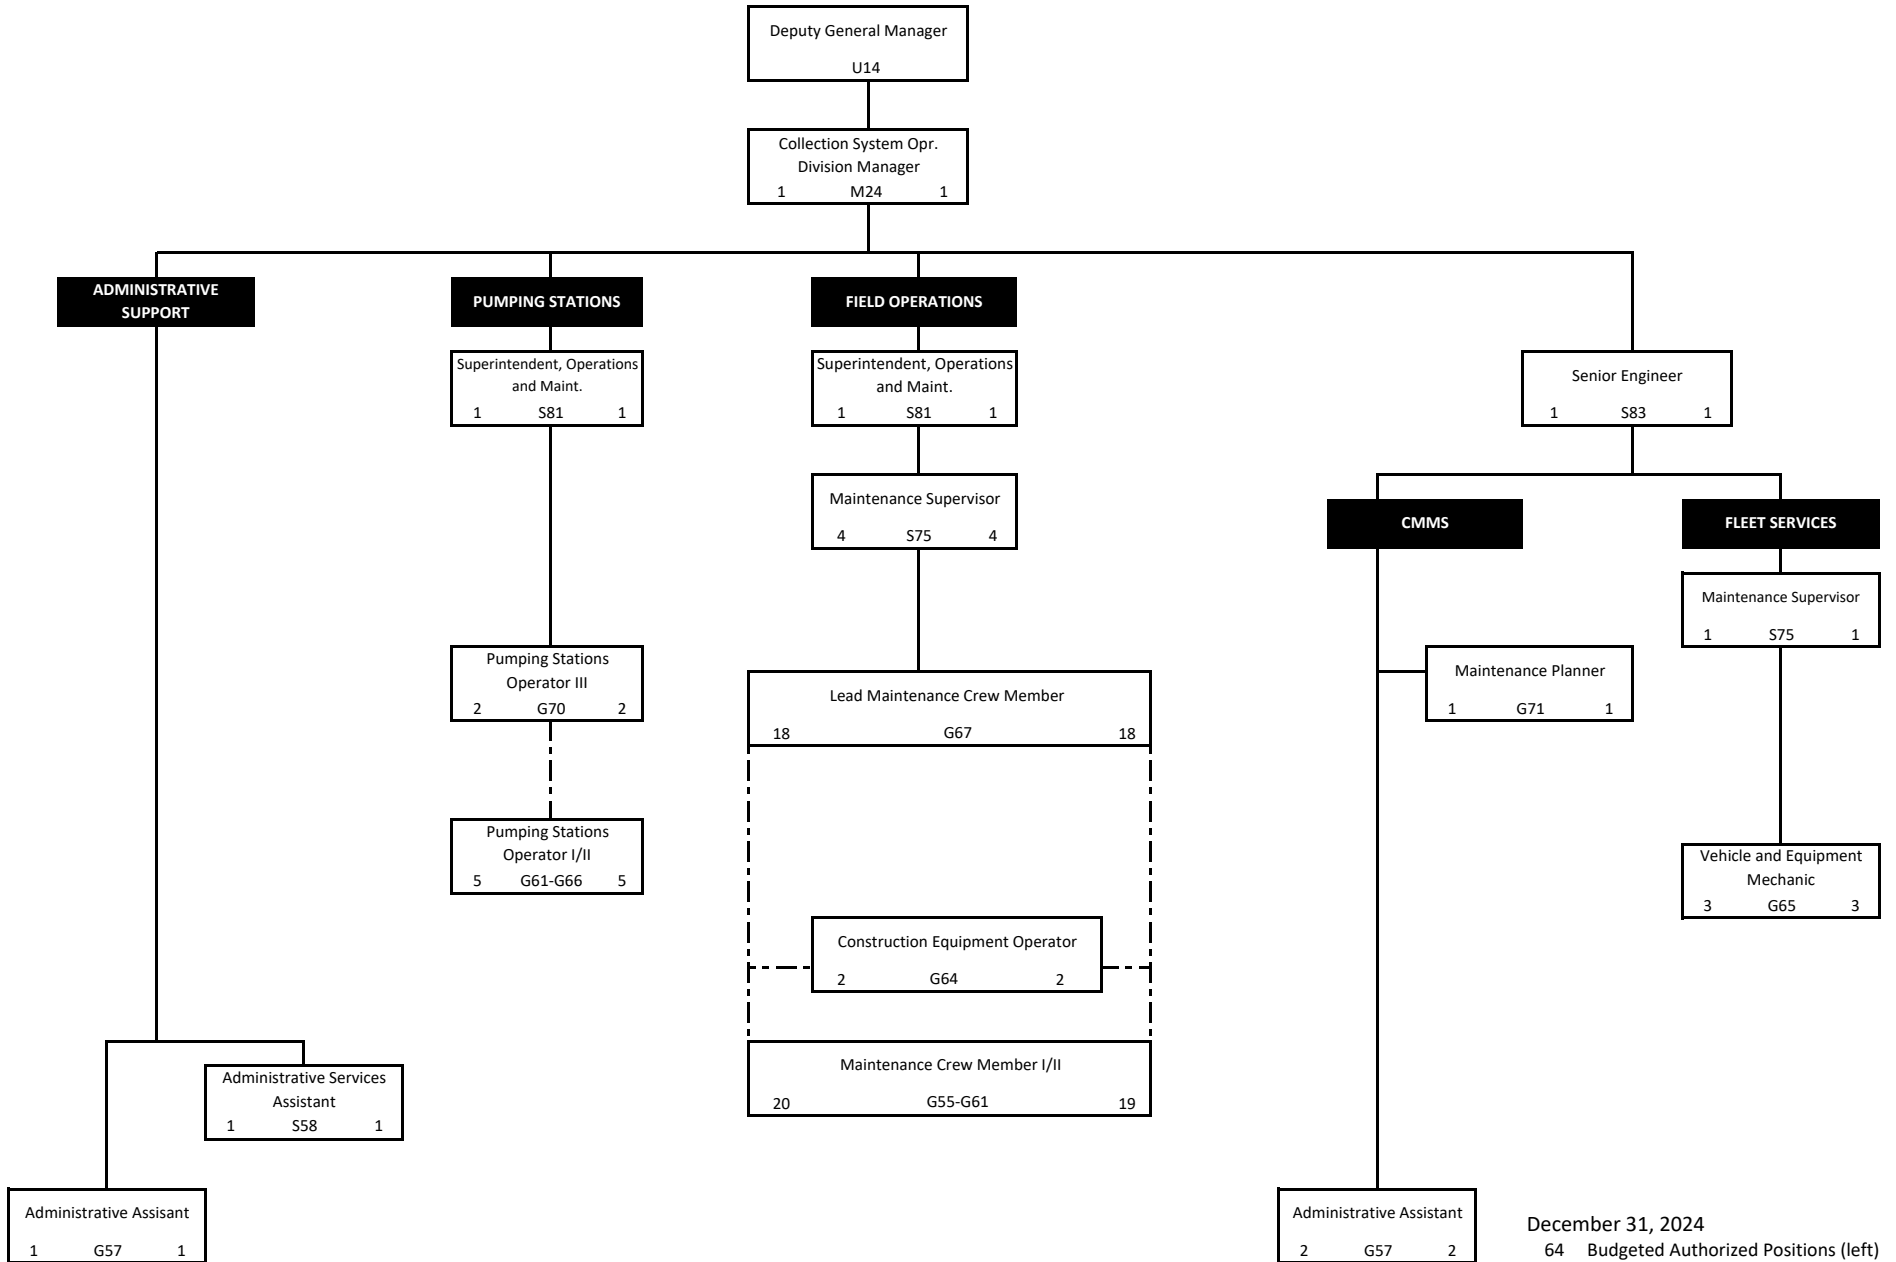 Deputy General Manager
U14
Collection System Opr.
Division Manager
1 M24 1
ADMINISTRATIVE
SUPPORT
PUMPING STATIONS
FIELD OPERATIONS
Superintendent, Operations
and Maint.
1 S81 1
Superintendent, Operations
and Maint.
1 S81 1
Senior Engineer
1 S83 1
Maintenance Supervisor
4 S75 4
CMMS
FLEET SERVICES
Maintenance Supervisor
1 S75 1
Pumping Stations
Operator III
2 G70 2
Lead Maintenance Crew Member
18 G67 18
Maintenance Planner
1 G71 1
Pumping Stations
Operator I/II
5 G61-G66 5
Vehicle and Equipment
Mechanic
3 G65 3
Construction Equipment Operator
2 G64 2
Maintenance Crew Member I/II
20 G55-G61 19
Administrative Services
Assistant
1 S58 1
Administrative Assisant
1 G57 1
Administrative Assistant
2 G57 2
December 31, 2024
64 Budgeted Authorized Positions (left)